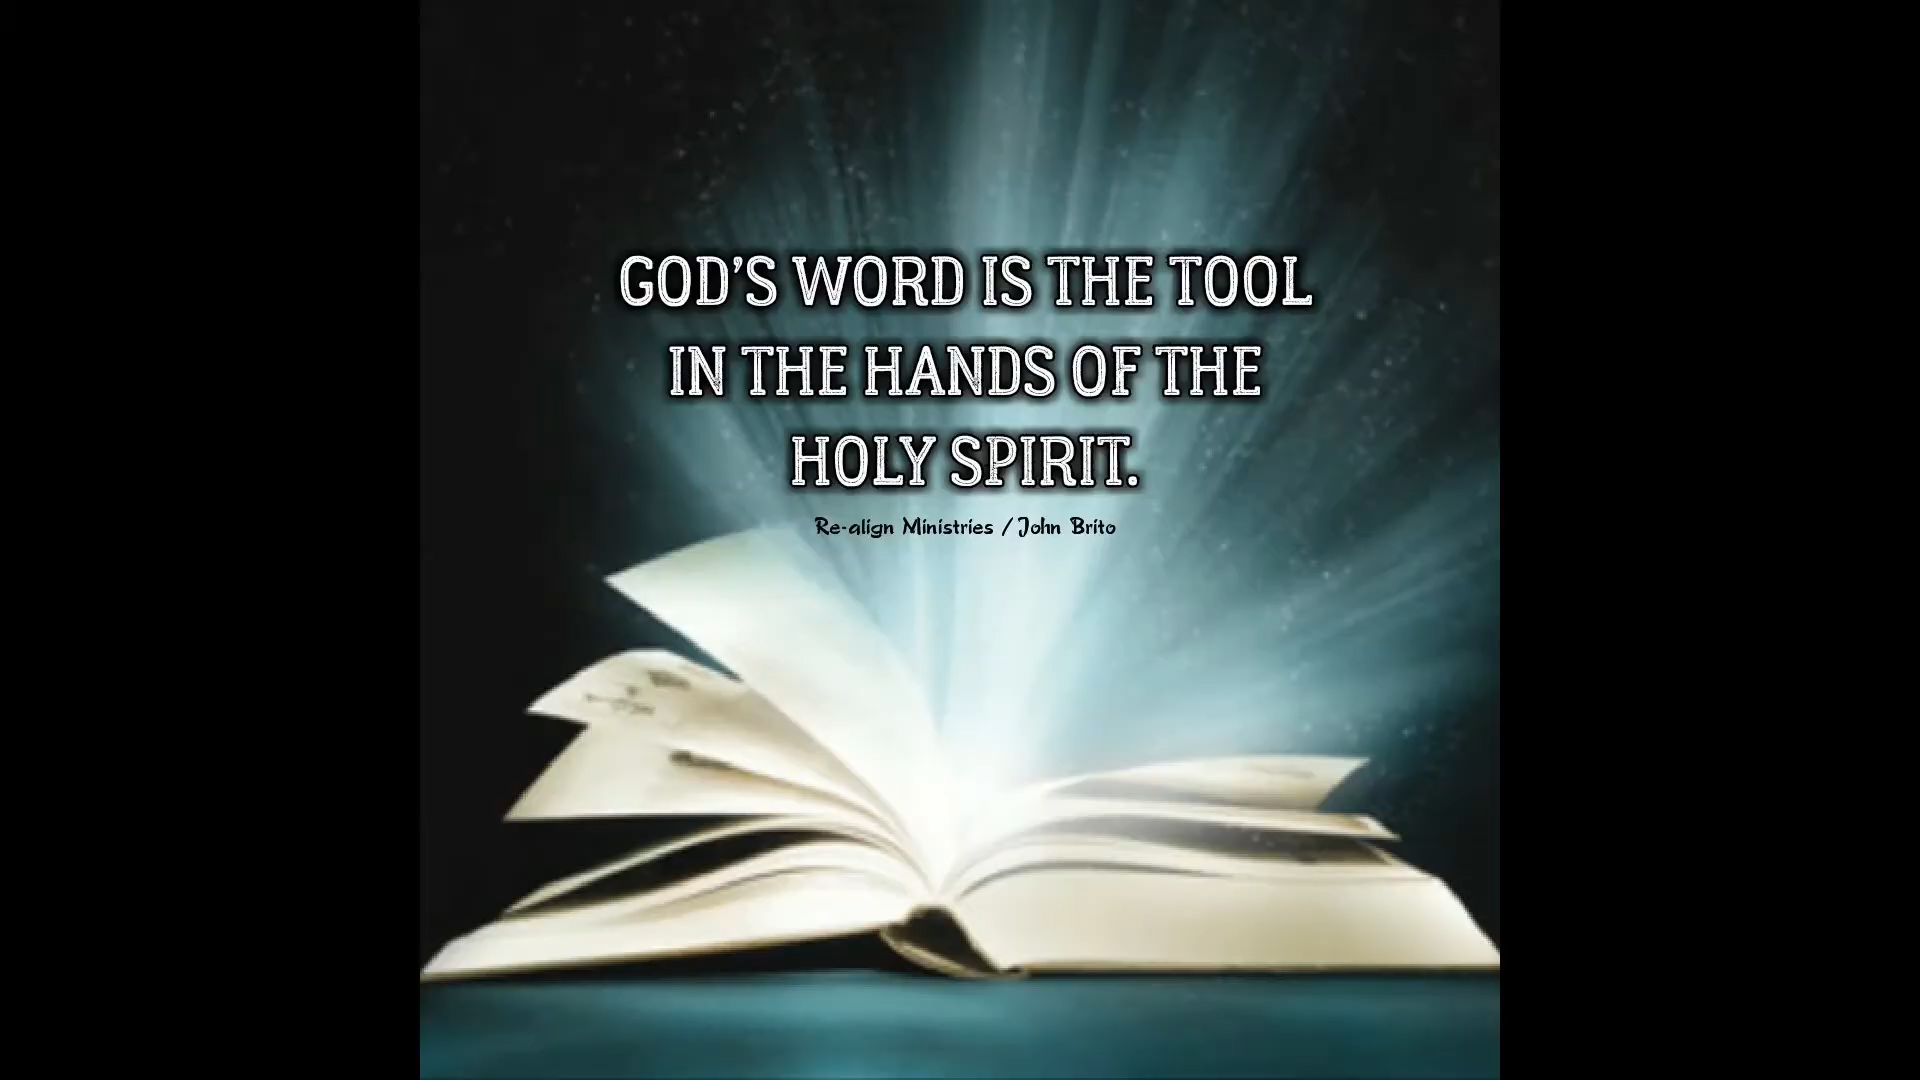 GOD’S WORD IS THE TOOL
IN THE HANDS OF THE
HOLY SPIRIT.
Re-align Ministries / John Brito